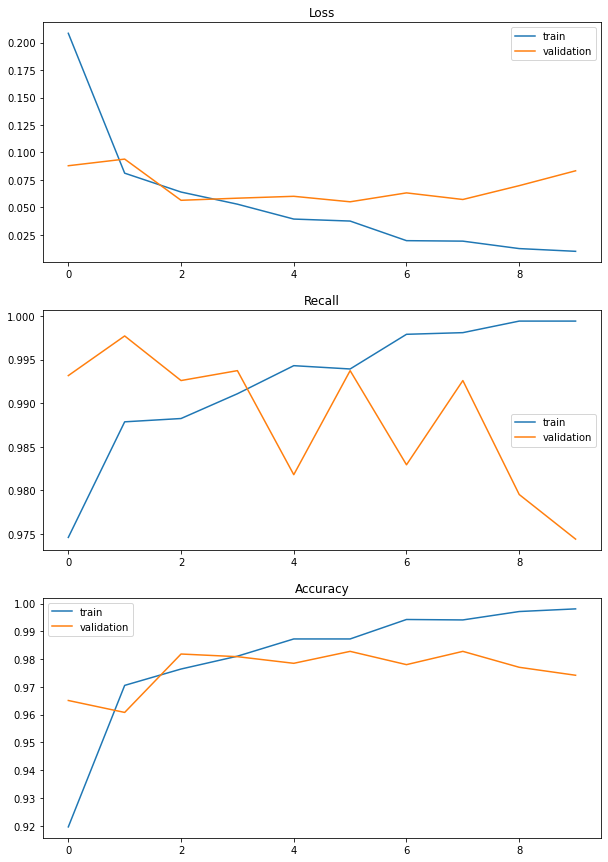 Loss
0.200
0.175
0.150
0.125
0.100
0.075
0.050
0.025
train
validation
0 2 4 6 8
Recall
1.000
0.995
0.990
0.985
0.980
0.975
train
validation
0 2 4 6 8
Accuracy
1.00
0.99
0.98
0.97
0.96
0.95
0.94
0.93
0.92
train
validation
0 2 4 6 8